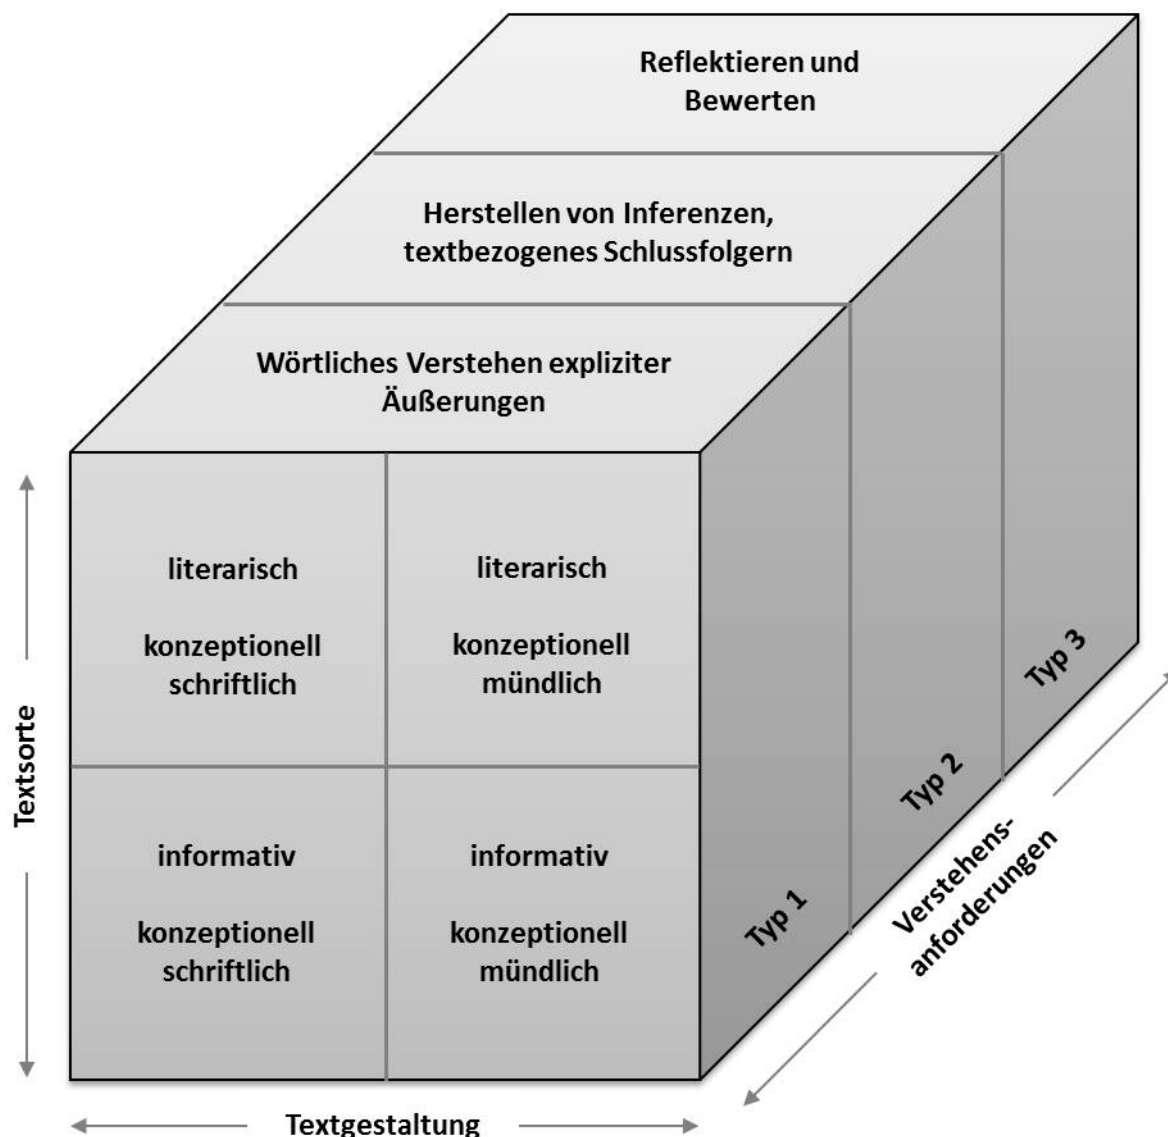 Reflektieren und
Bewerten
Herstellen von Inferenzen,
textbezogenes Schlussfolgern
Wörtliches Verstehen expliziter
Äußerungen
literarisch
konzeptionell
schriftlich
literarisch
konzeptionell
mündlich
informativ
konzeptionell
schriftlich
informativ
konzeptionell
mündlich
Typ 1
Typ 2
Typ 3
Textsorte
Textgestaltung
Verstehens-
anforderungen